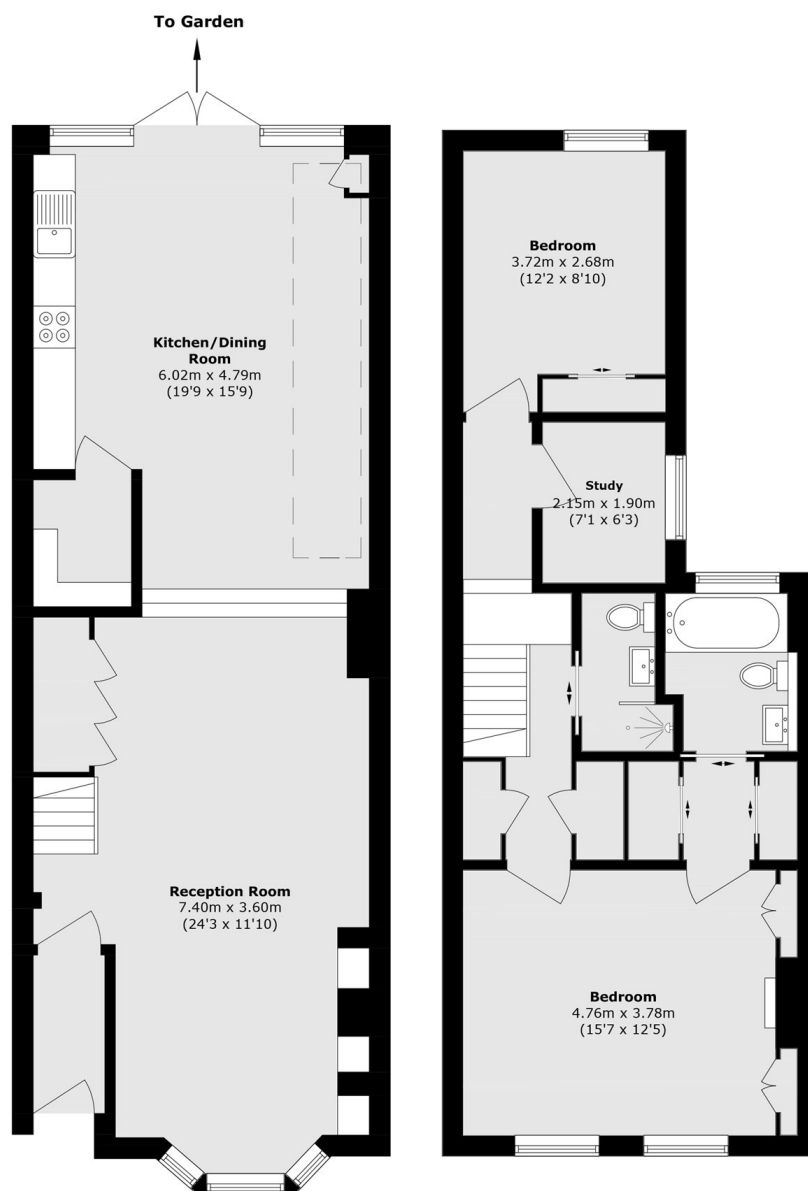 To Garden
Kitchen/Dining
Room
6.02m x 4.79m
(19'9 x 15'9)
Reception Room
7.40m x 3.60m
(24'3 x 11'10)
Bedroom
3.72m x 2.68m
(12'2 x 8'10)
Study
2.15m x 1.90m
(7'1 x 6'3)
Bedroom
4.76m x 3.78m
(15'7 x 12'5)